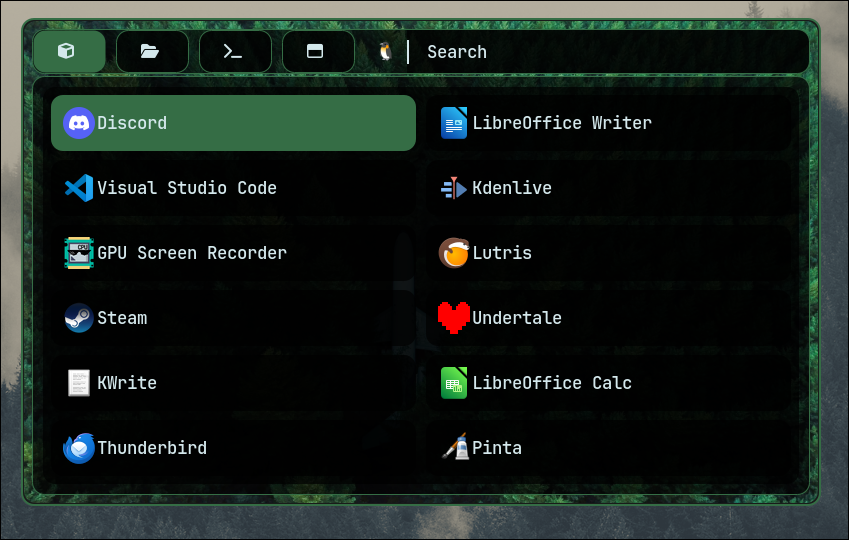 Search
Discord
LibreOffice Writer
Visual Studio Code
Kdenlive
GPU Screen Recorder
Lutris
Steam
Undertale
KWrite
LibreOffice Calc
Thunderbird
Pinta